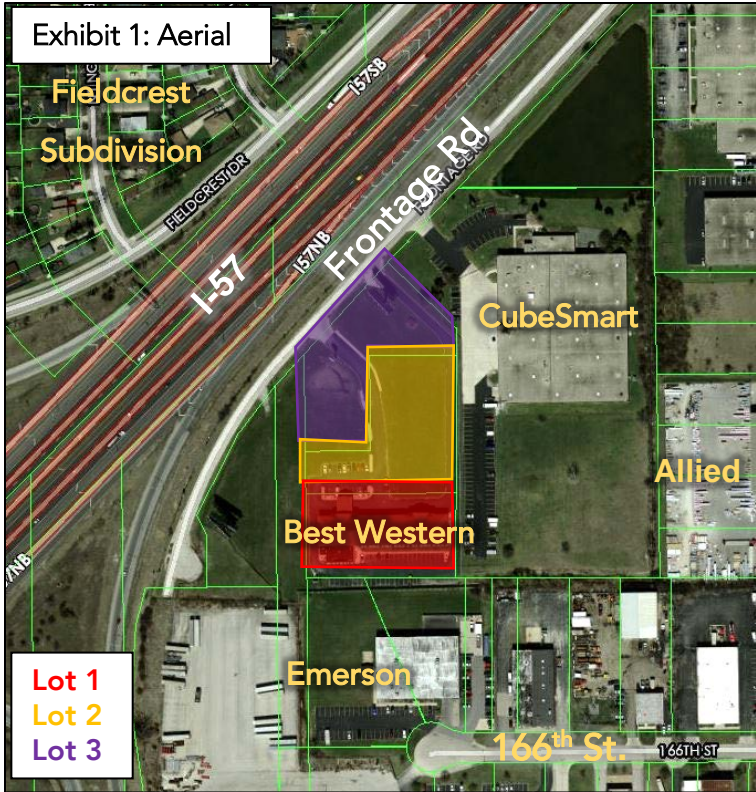 Exhibit 1: Aerial
Fieldcrest
Subdivision
FIELDCREST DR
I57SB
I-57
I57NB
Frontage Rd.
CubeSmart
Allied
Best Western
Emerson
Lot 1
Lot 2
Lot 3
166th St.
166TH ST